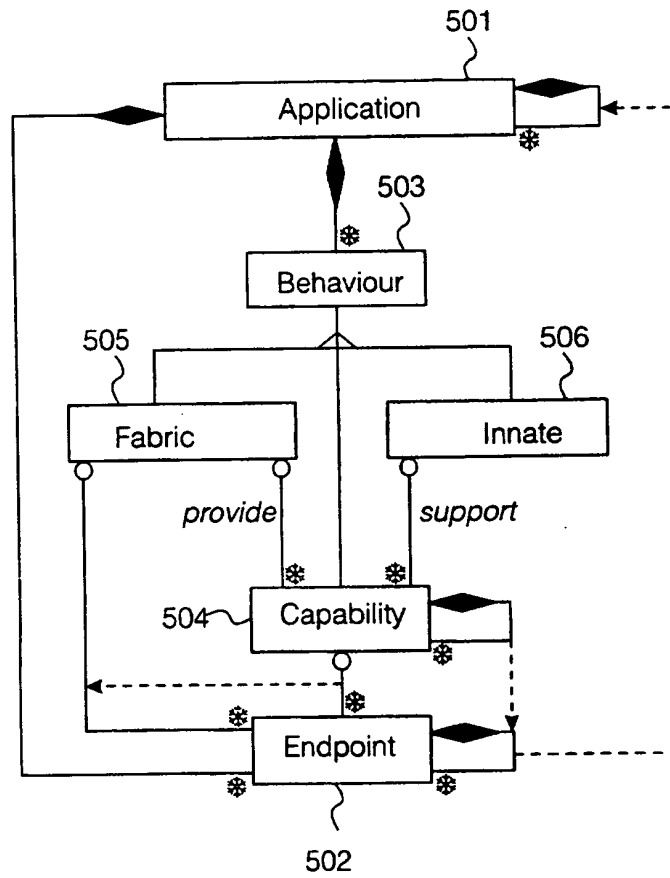 501
Application
503
Behaviour
505
506
Fabric
Innate
provide
support
504
Capability
Endpoint
502